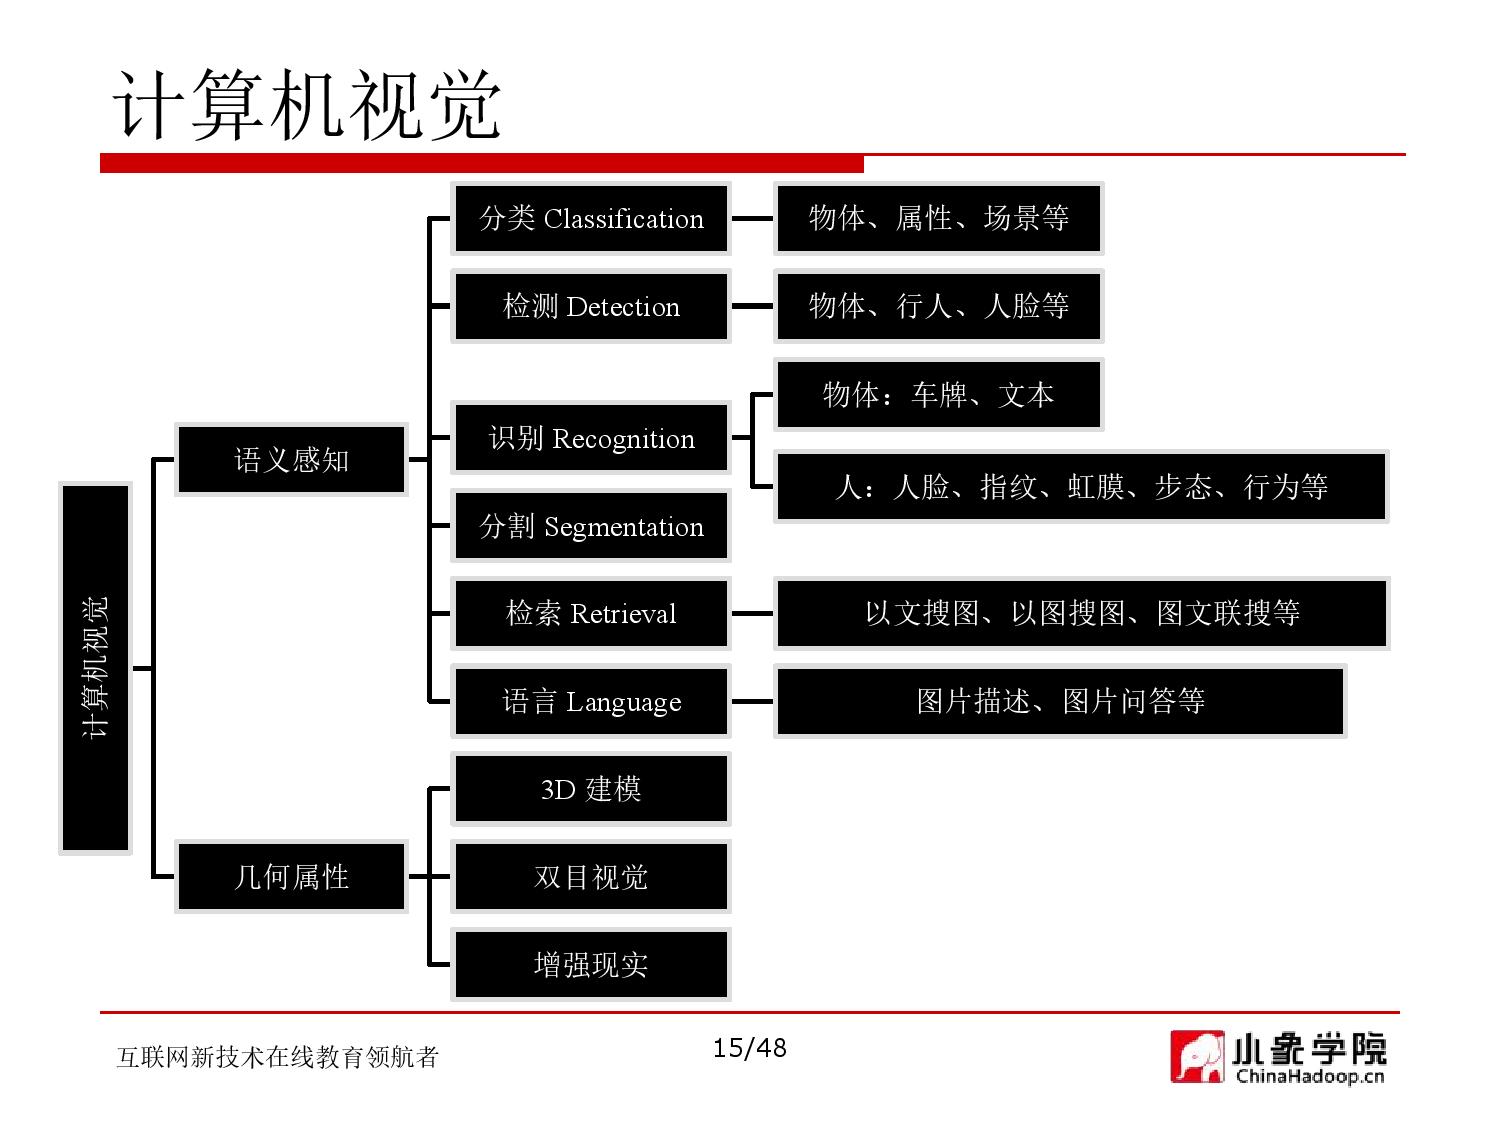 计算机视觉
分类 Classification
物体、属性、场景等
检测 Detection
物体、行人、人脸等
物体：车牌、文本
识别 Recognition
语义感知
人：人脸、指纹、虹膜、步态、行为等
分割 Segmentation
检索 Retrieval
以文搜图、以图搜图、图文联搜等
计算机视觉
语言 Language
图片描述、图片问答等
3D 建模
几何属性
双目视觉
增强现实
互联网新技术在线教育领航者
15/48
小象学院
ChinaHadoop.cn